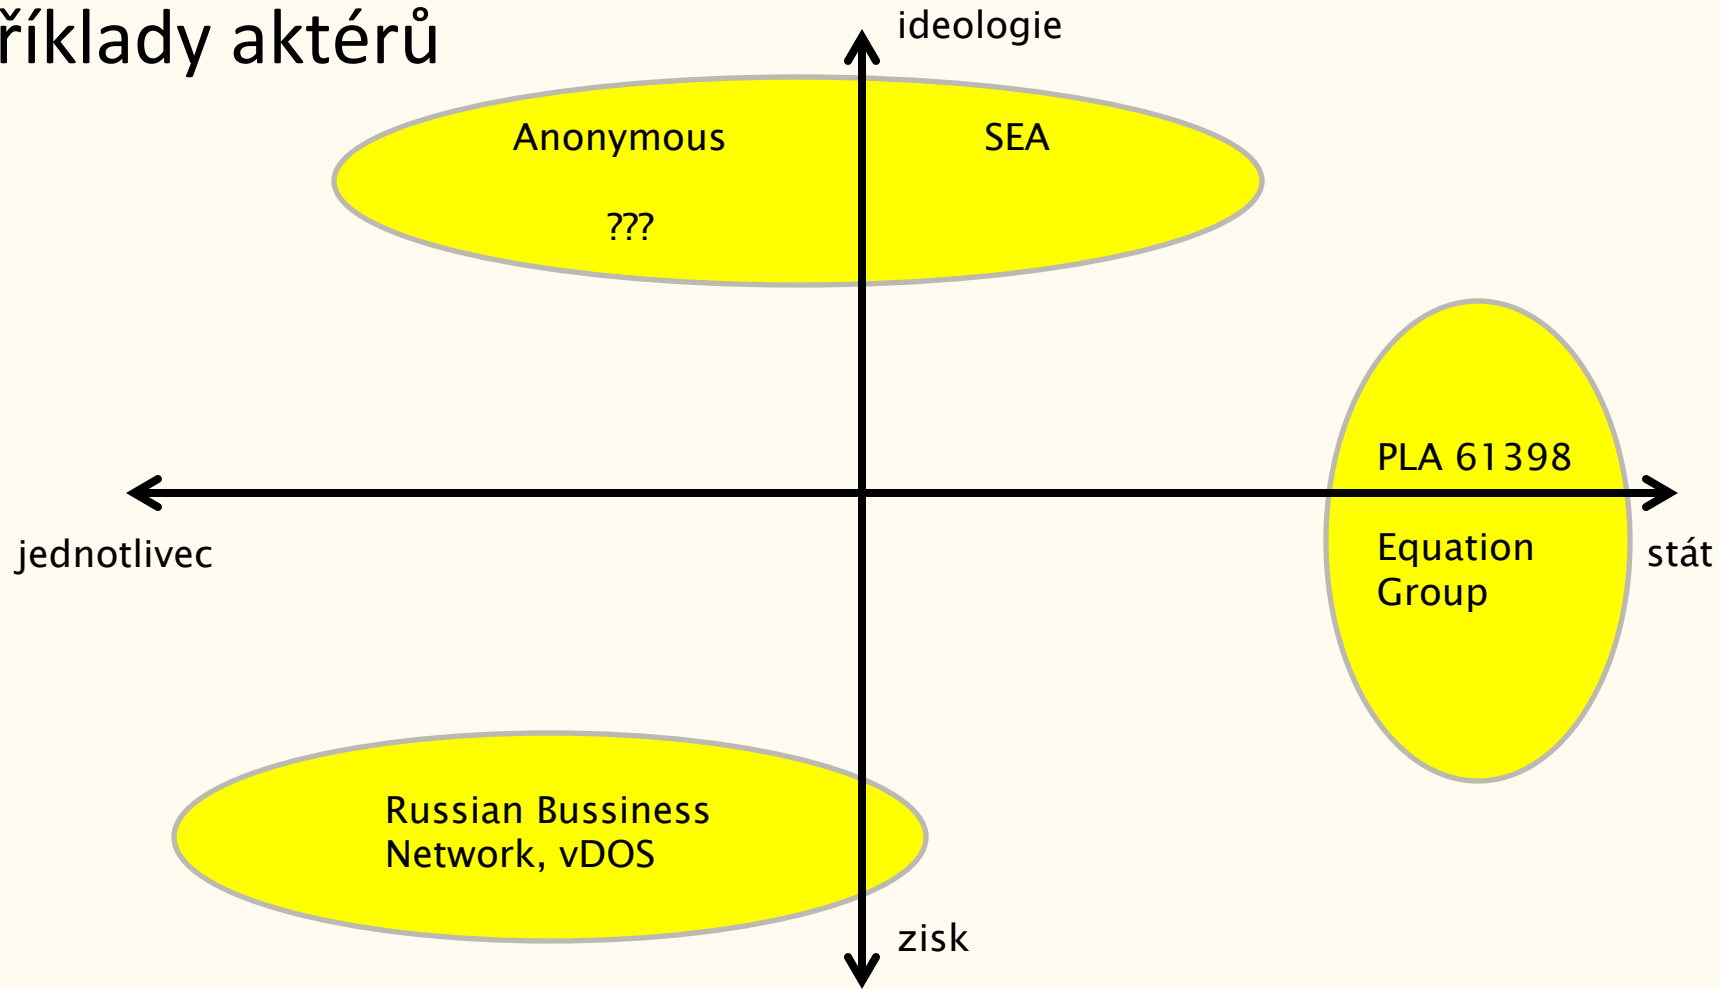 říklady aktérů
ideologie
Anonymous
SEA
???
PLA 61398
jednotlivec
Equation
Group
stát
Russian Bussiness
Network, vDOS
zisk